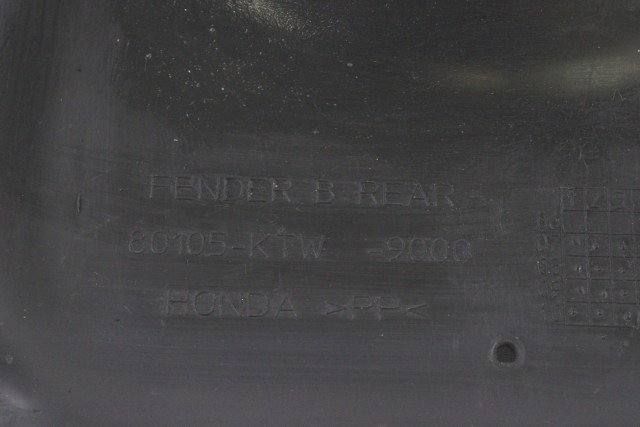 FENDER B REAR
80105-KTW -9000
HONDA >PP<